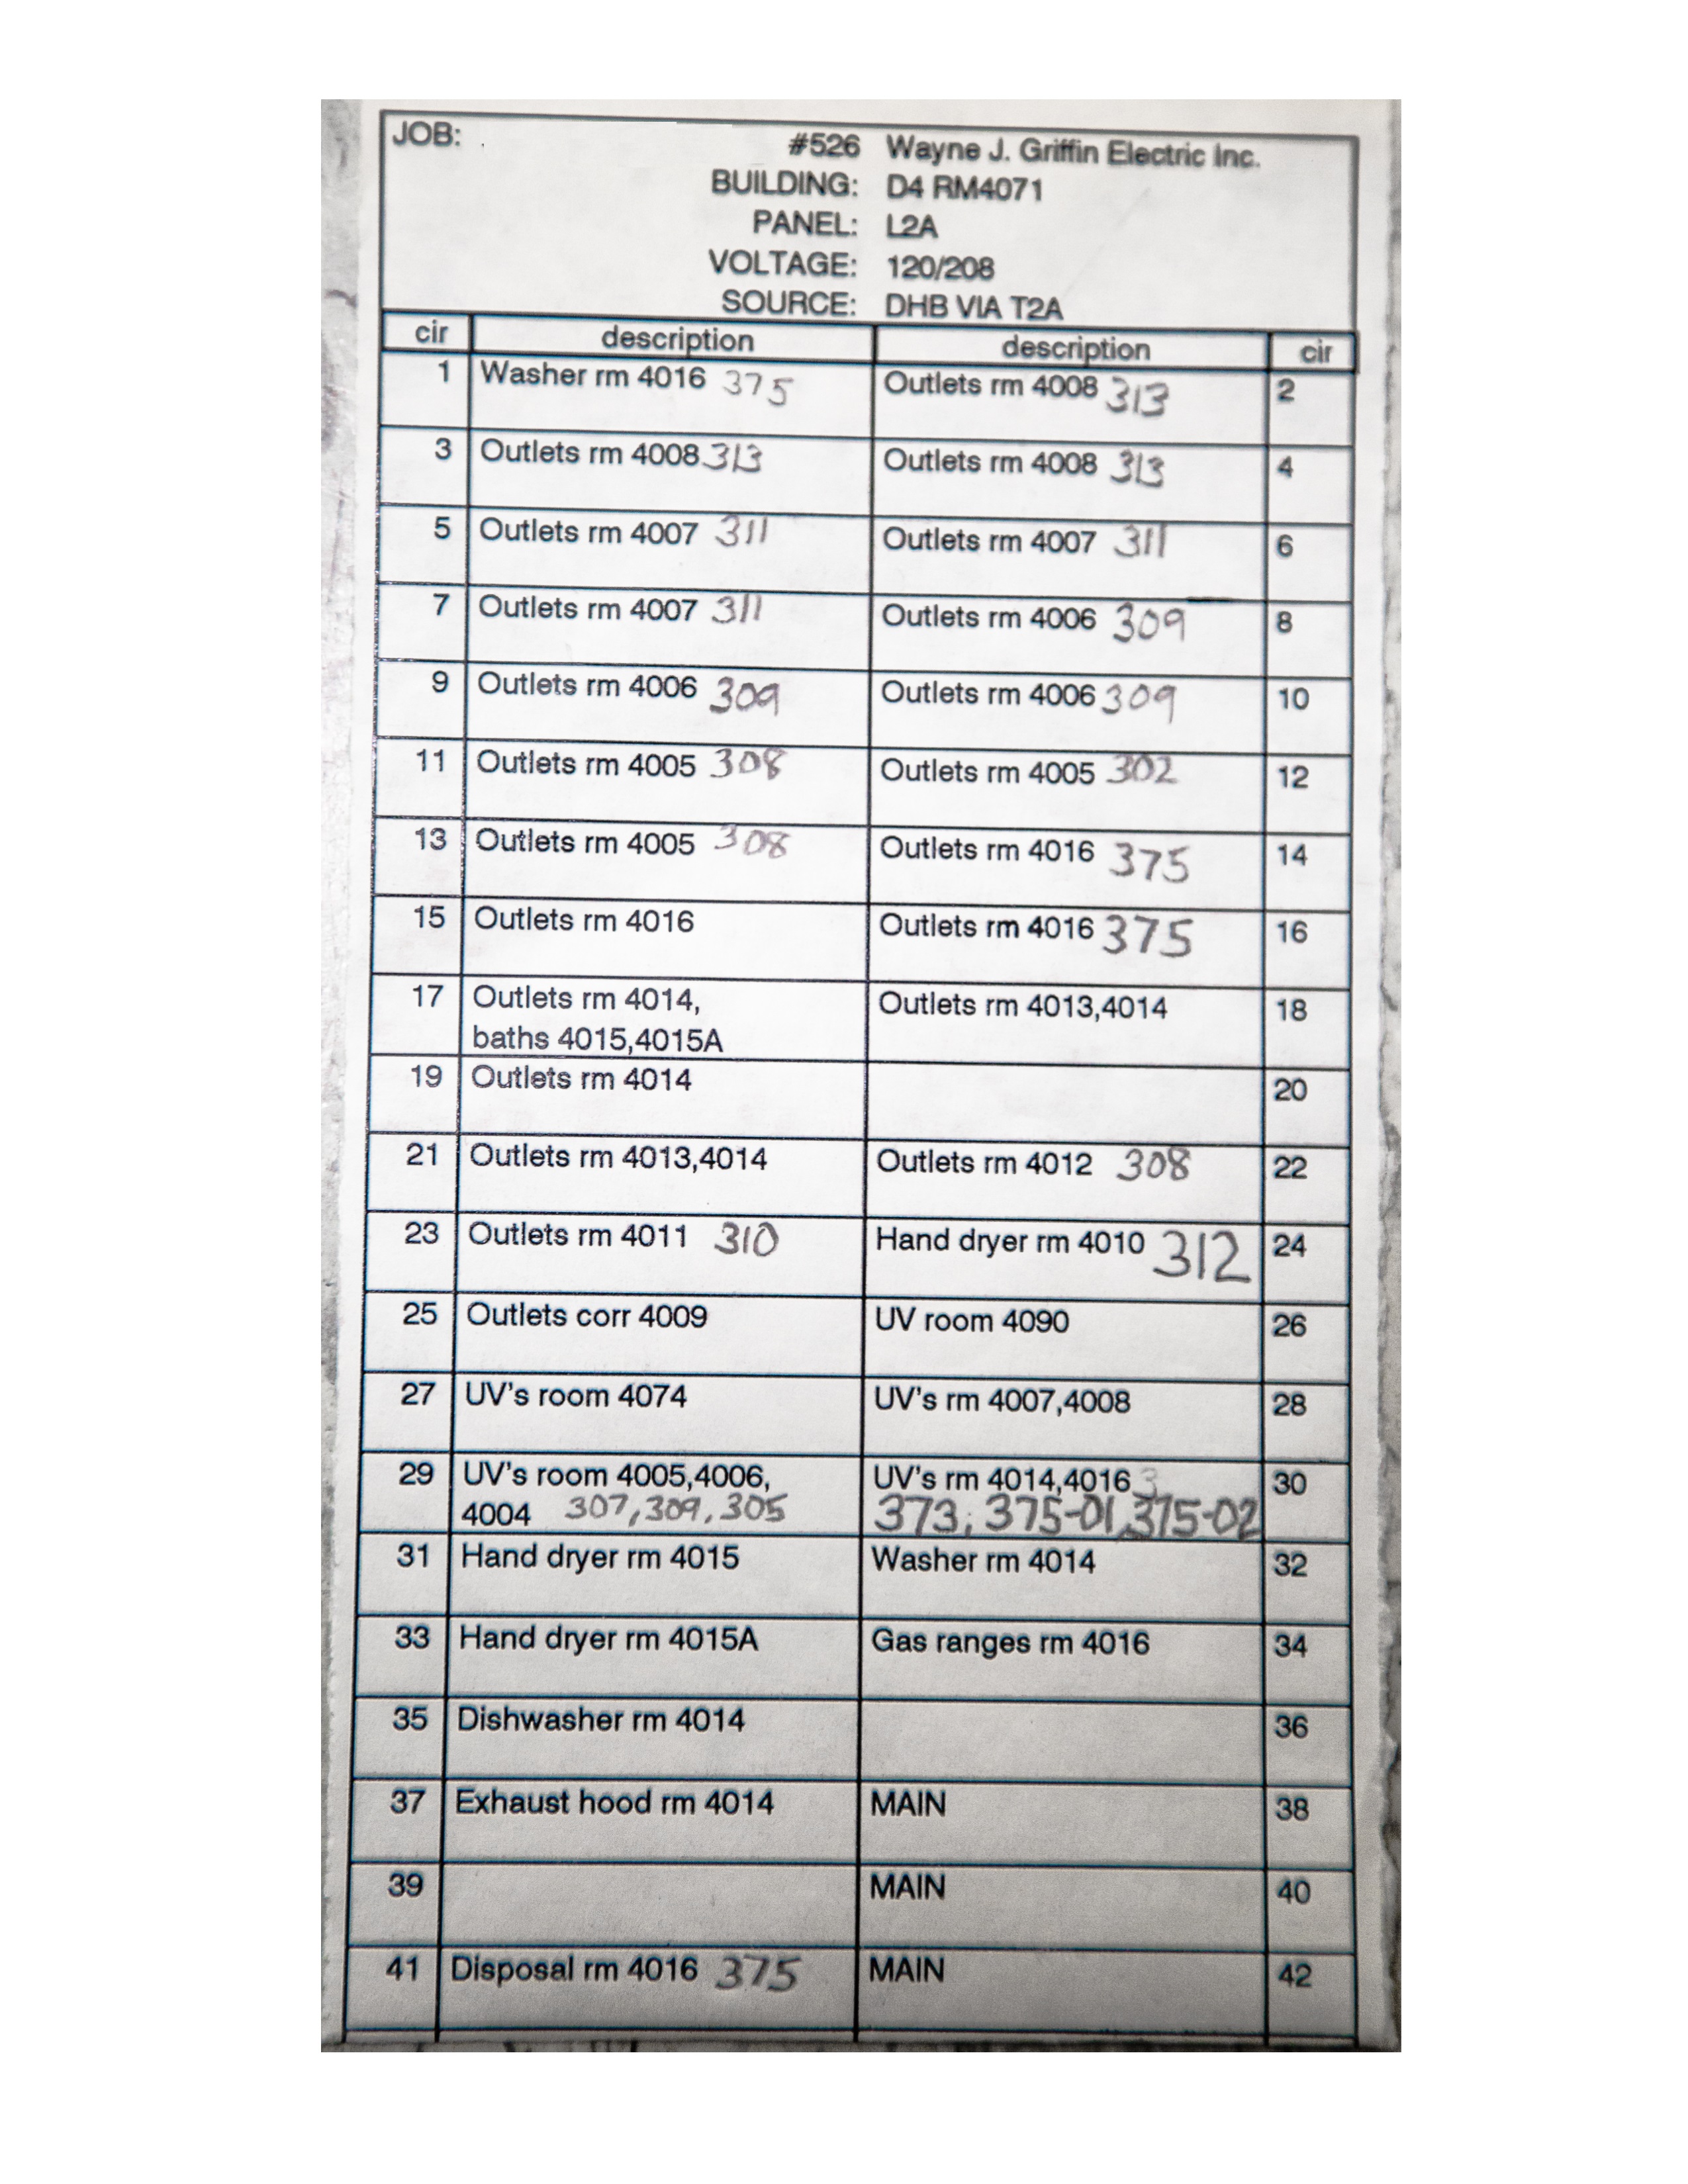 JOB:
#526 Wayne J. Griffin Electric Inc.
BUILDING: D4 RM4071
PANEL: L2A
VOLTAGE: 120/208
SOURCE: DHB VIA T2A
cir description description cir
1 Washer rm 4016 375 Outlets rm 4008 313 2
3 Outlets rm 4008 313 Outlets rm 4008 313 4
5 Outlets rm 4007 311 Outlets rm 4007 311 6
7 Outlets rm 4007 311 Outlets rm 4006 309 8
9 Outlets rm 4006 309 Outlets rm 4006 309 10
11 Outlets rm 4005 308 Outlets rm 4005 302 12
13 Outlets rm 4005 308 Outlets rm 4016 375 14
15 Outlets rm 4016 Outlets rm 4016 375 16
17 Outlets rm 4014, Outlets rm 4013,4014 18
baths 4015,4015A
19 Outlets rm 4014 20
21 Outlets rm 4013,4014 Outlets rm 4012 308 22
23 Outlets rm 4011 310 Hand dryer rm 4010 312 24
25 Outlets corr 4009 UV room 4090 26
27 UV's room 4074 UV's rm 4007,4008 28
29 UV's room 4005,4006, UV's rm 4014,4016 3 30
4004 307,309,305 373, 375-01,375-02
31 Hand dryer rm 4015 Washer rm 4014 32
33 Hand dryer rm 4015A Gas ranges rm 4016 34
35 Dishwasher rm 4014 36
37 Exhaust hood rm 4014 MAIN 38
39 MAIN 40
41 Disposal rm 4016 375 MAIN 42